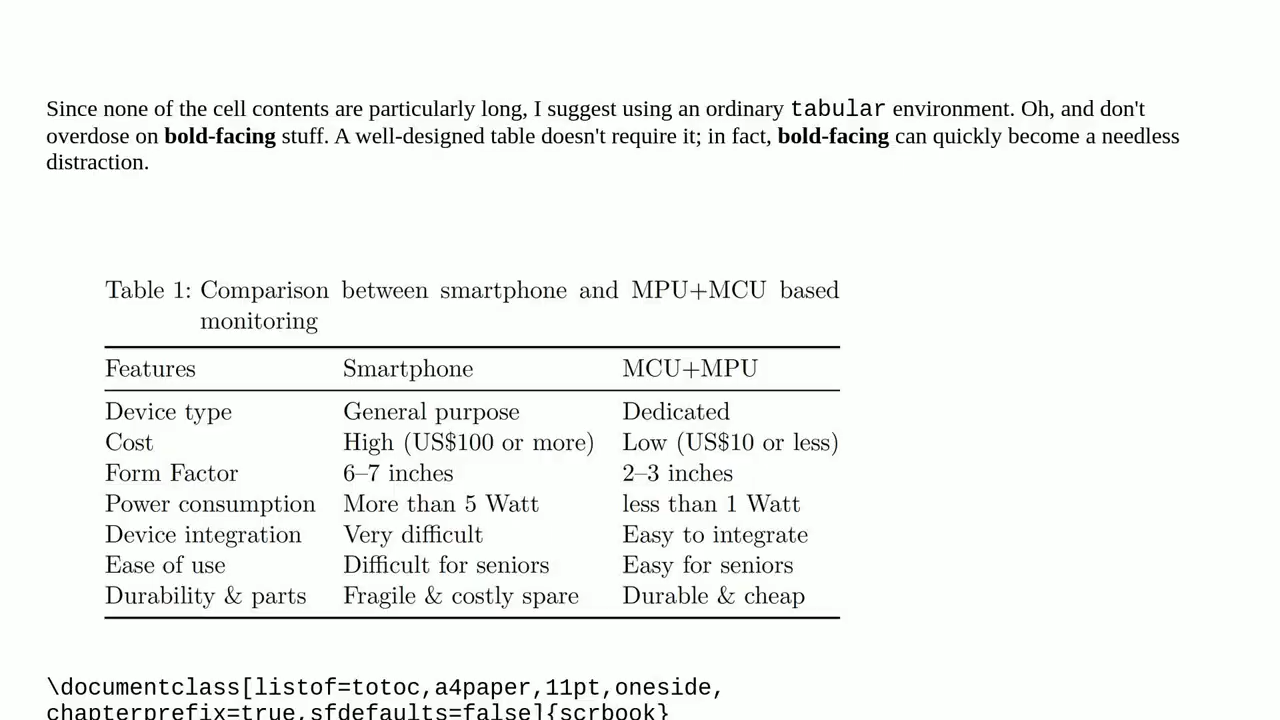 Since none of the cell contents are particularly long, I suggest using an ordinary tabular environment. Oh, and don't
overdose on bold-facing stuff. A well-designed table doesn't require it; in fact, bold-facing can quickly become a needless
distraction.
Table 1: Comparison between smartphone and MPU+MCU based
monitoring
Features Smartphone MCU+MPU
Device type General purpose Dedicated
Cost High (US$100 or more) Low (US$10 or less)
Form Factor 6–7 inches 2–3 inches
Power consumption More than 5 Watt less than 1 Watt
Device integration Very difficult Easy to integrate
Ease of use Difficult for seniors Easy for seniors
Durability & parts Fragile & costly spare Durable & cheap
\documentclass[listof=totoc,a4paper,11pt,oneside,
chapterprefix=true,sfdefaults=false]{scrbook}